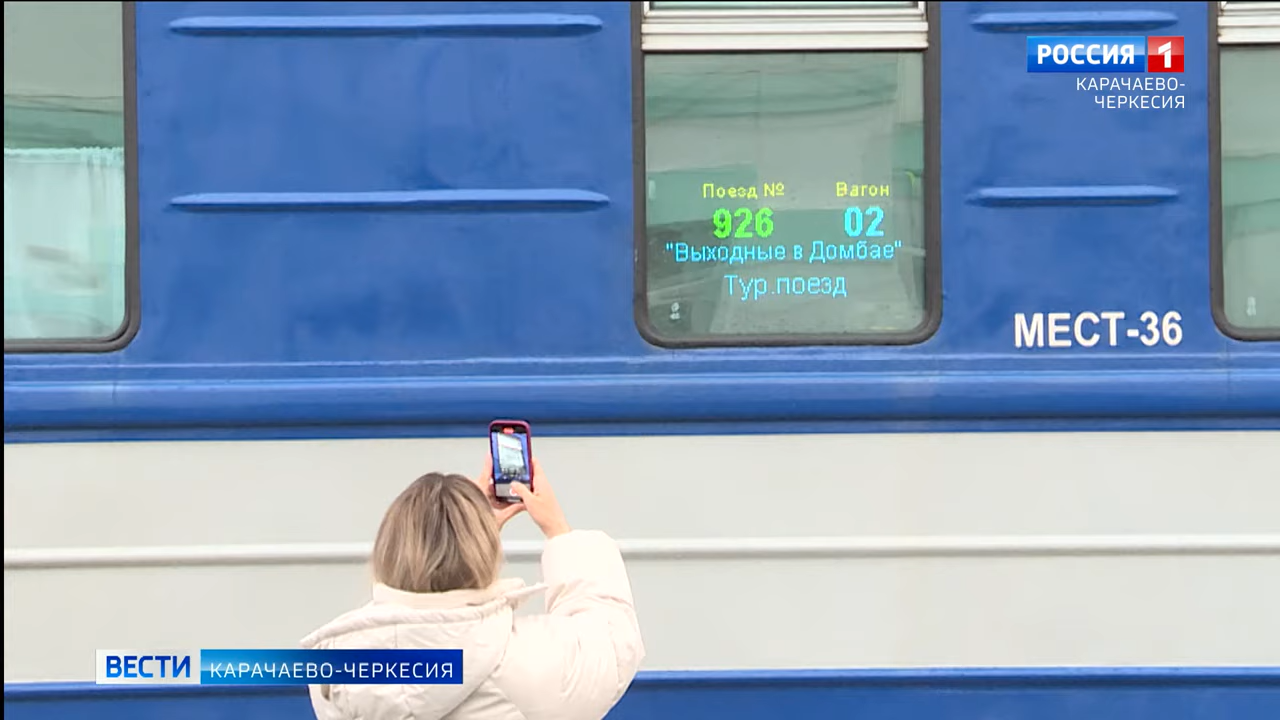 РОССИЯ 1
КАРАЧАЕВО-
ЧЕРКЕСИЯ
Поезд № Вагон
926 02
"Выходные в Домбае"
Тур.поезд
МЕСТ-36
ВЕСТИ КАРАЧАЕВО-ЧЕРКЕСИЯ